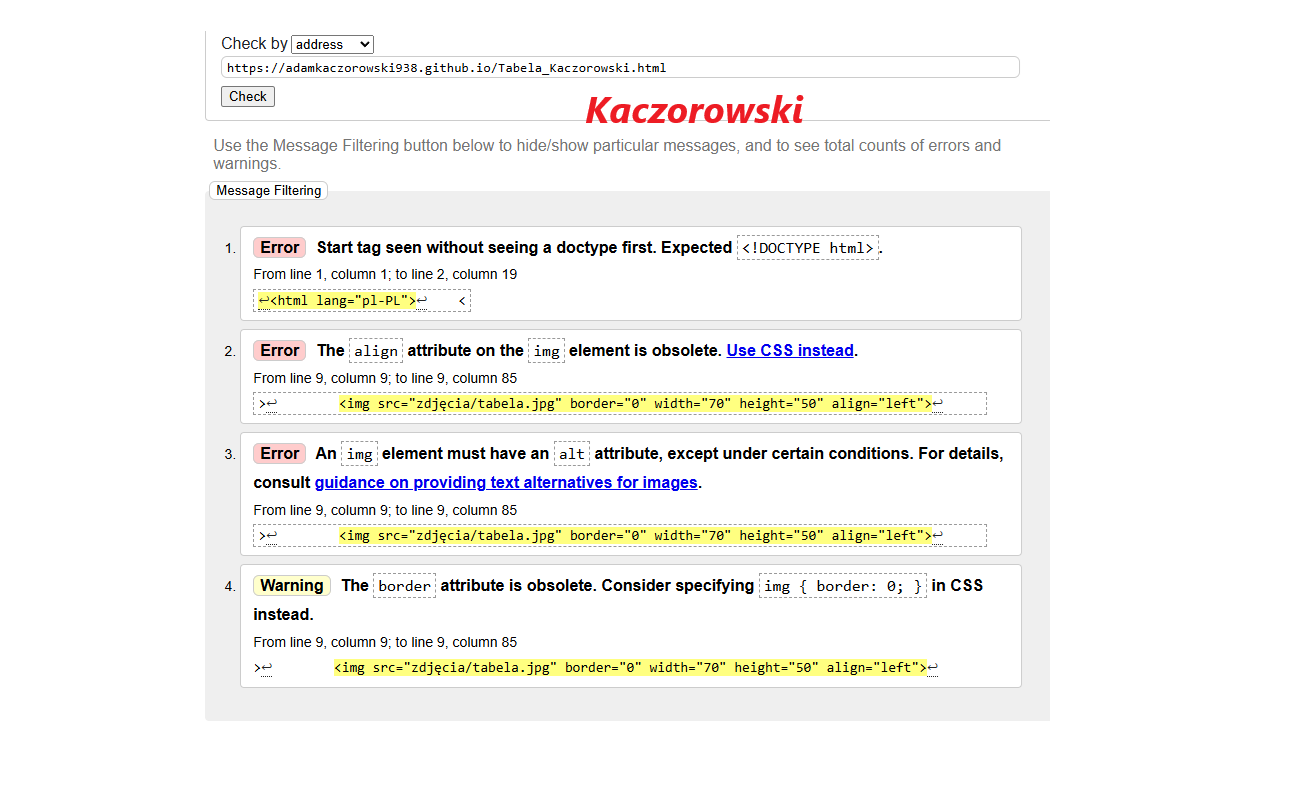 Check by address
https://adamkaczorowski938.github.io/Tabela_Kaczorowski.html
Check
Kaczorowski
Use the Message Filtering button below to hide/show particular messages, and to see total counts of errors and
warnings.
Message Filtering
1. Error Start tag seen without seeing a doctype first. Expected <!DOCTYPE html>.
From line 1, column 1; to line 2, column 19
↩<html lang="pl-PL">↩ <
2. Error The align attribute on the img element is obsolete. Use CSS instead.
From line 9, column 9; to line 9, column 85
>↩ <img src="zdjęcia/tabela.jpg" border="0" width="70" height="50" align="left">↩
3. Error An img element must have an alt attribute, except under certain conditions. For details,
consult guidance on providing text alternatives for images.
From line 9, column 9; to line 9, column 85
>↩ <img src="zdjęcia/tabela.jpg" border="0" width="70" height="50" align="left">↩
4. Warning The border attribute is obsolete. Consider specifying img { border: 0; } in CSS
instead.
From line 9, column 9; to line 9, column 85
>↩ <img src="zdjęcia/tabela.jpg" border="0" width="70" height="50" align="left">↩